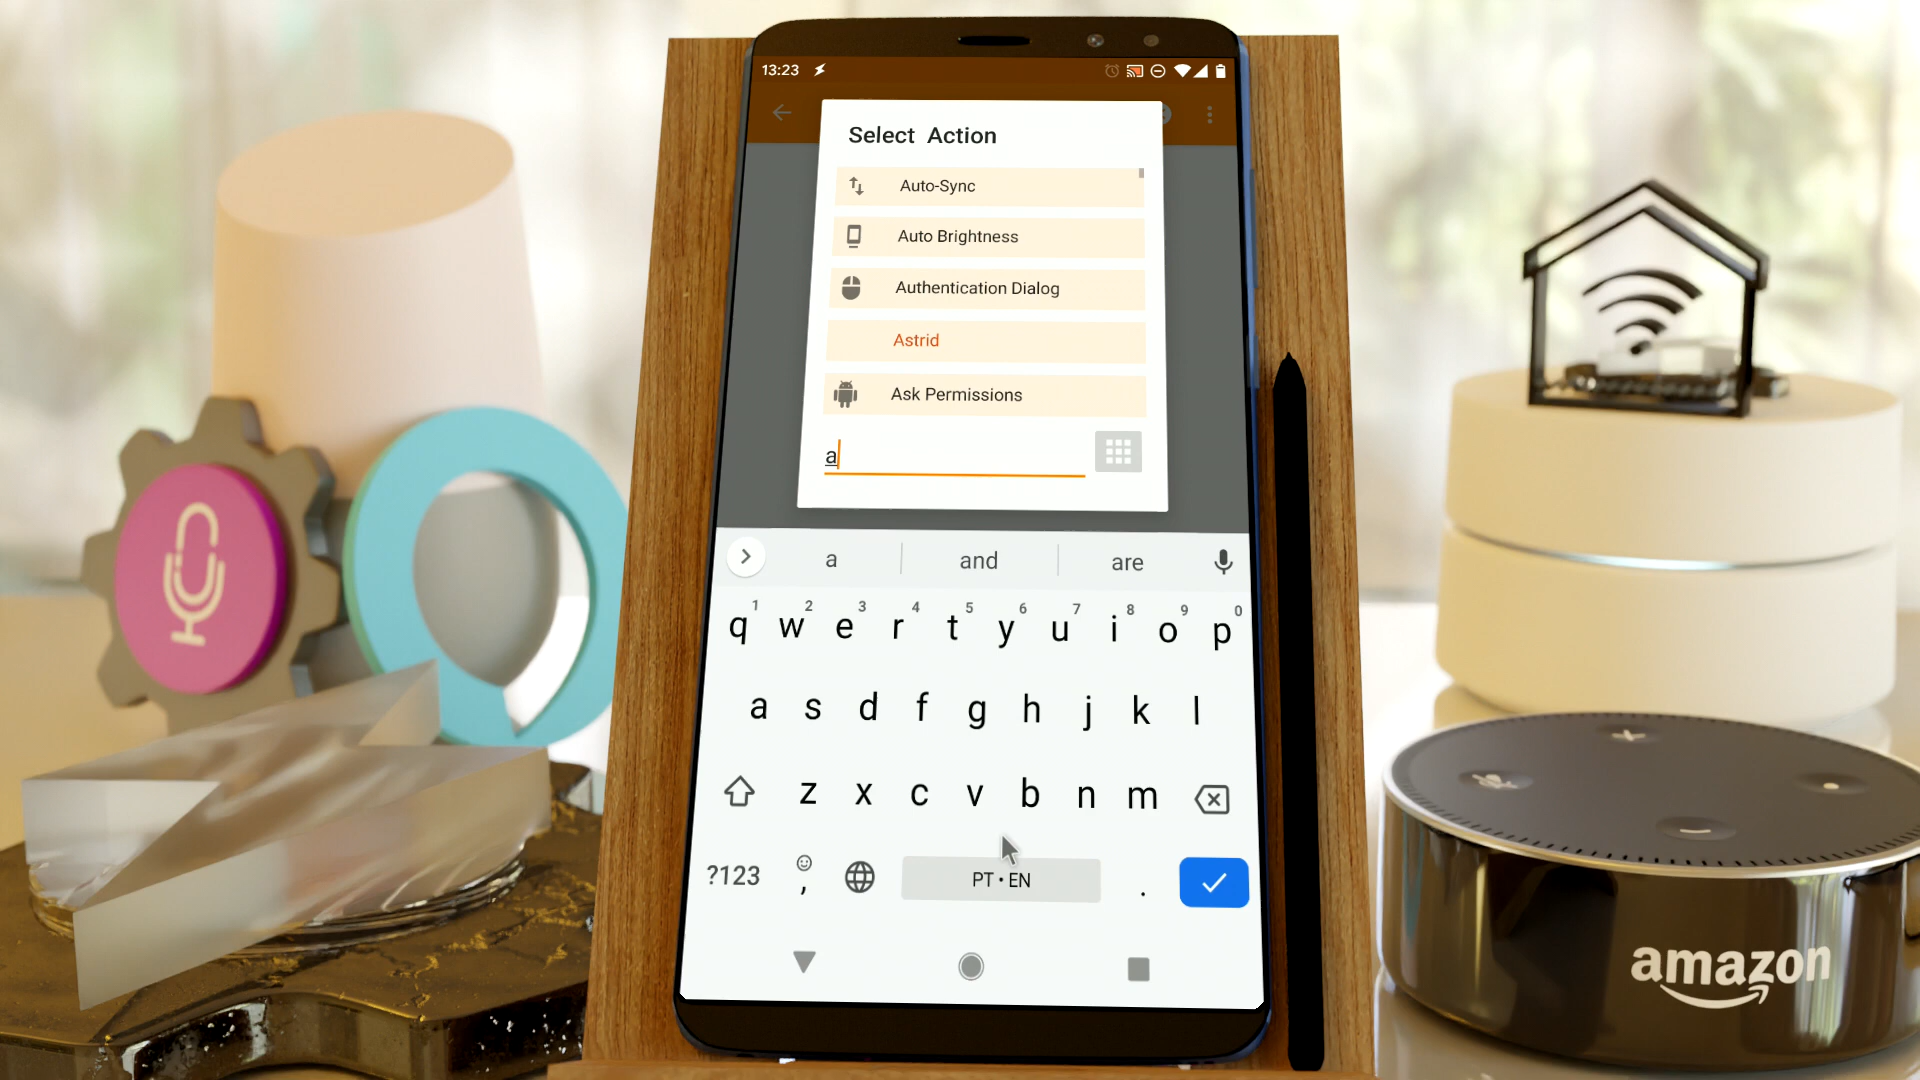 13:23
Select Action
Auto-Sync
Auto Brightness
Authentication Dialog
Astrid
Ask Permissions
a
a and are
1 2 3 4 5 6 7 8 9 0
q w e r t y u i o p
a s d f g h j k l
z x c v b n m
?123 , PT • EN .
amazon